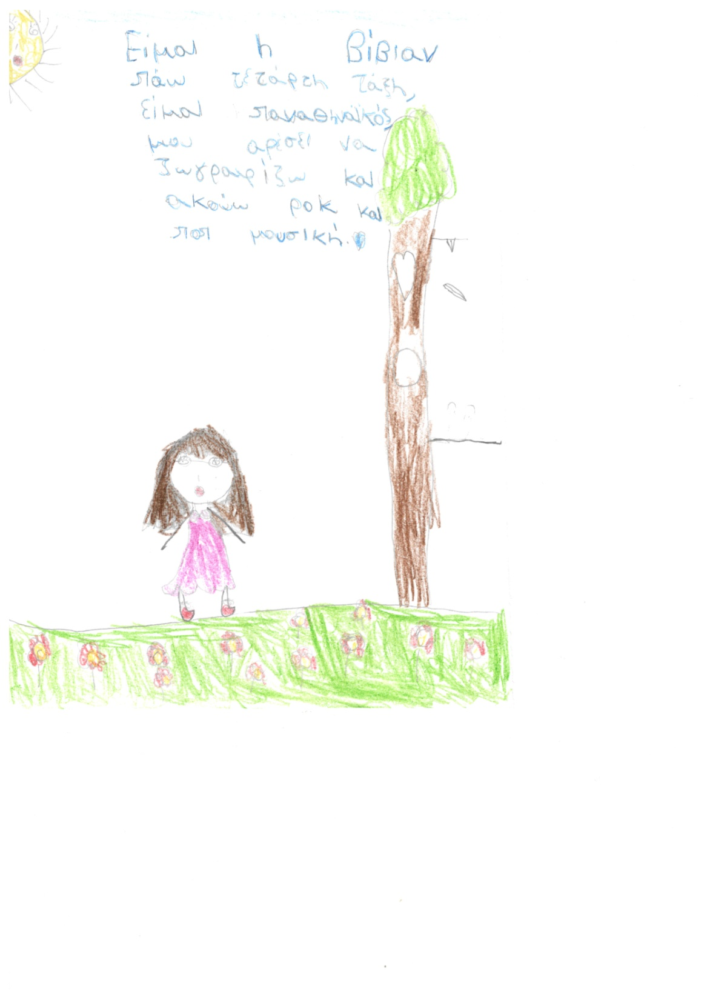 Είμαι η Βίβιαν
πάω τετάρτη τάξη,
είμαι παναθηναϊκός,
μου αρέσει να
ζωγραφίζω και
ακούω ροκ και
ποπ μουσική.